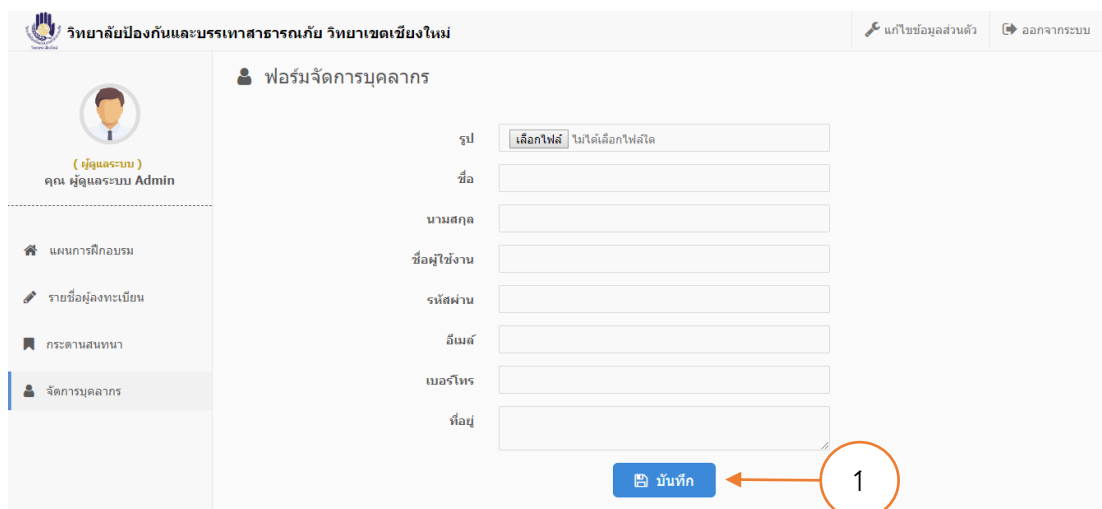 วิทยาลัยป้องกันและบรรเทาสาธารณภัย วิทยาเขตเชียงใหม่
แก้ไขข้อมูลส่วนตัว
ออกจากระบบ
( ผู้ดูแลระบบ )
คุณ ผู้ดูแลระบบ Admin
แผนการฝึกอบรม
รายชื่อผู้ลงทะเบียน
กระดานสนทนา
จัดการบุคลากร
ฟอร์มจัดการบุคลากร
รูป เลือกไฟล์ ไม่ได้เลือกไฟล์ใด
ชื่อ
นามสกุล
ชื่อผู้ใช้งาน
รหัสผ่าน
อีเมล์
เบอร์โทร
ที่อยู่
บันทึก 1